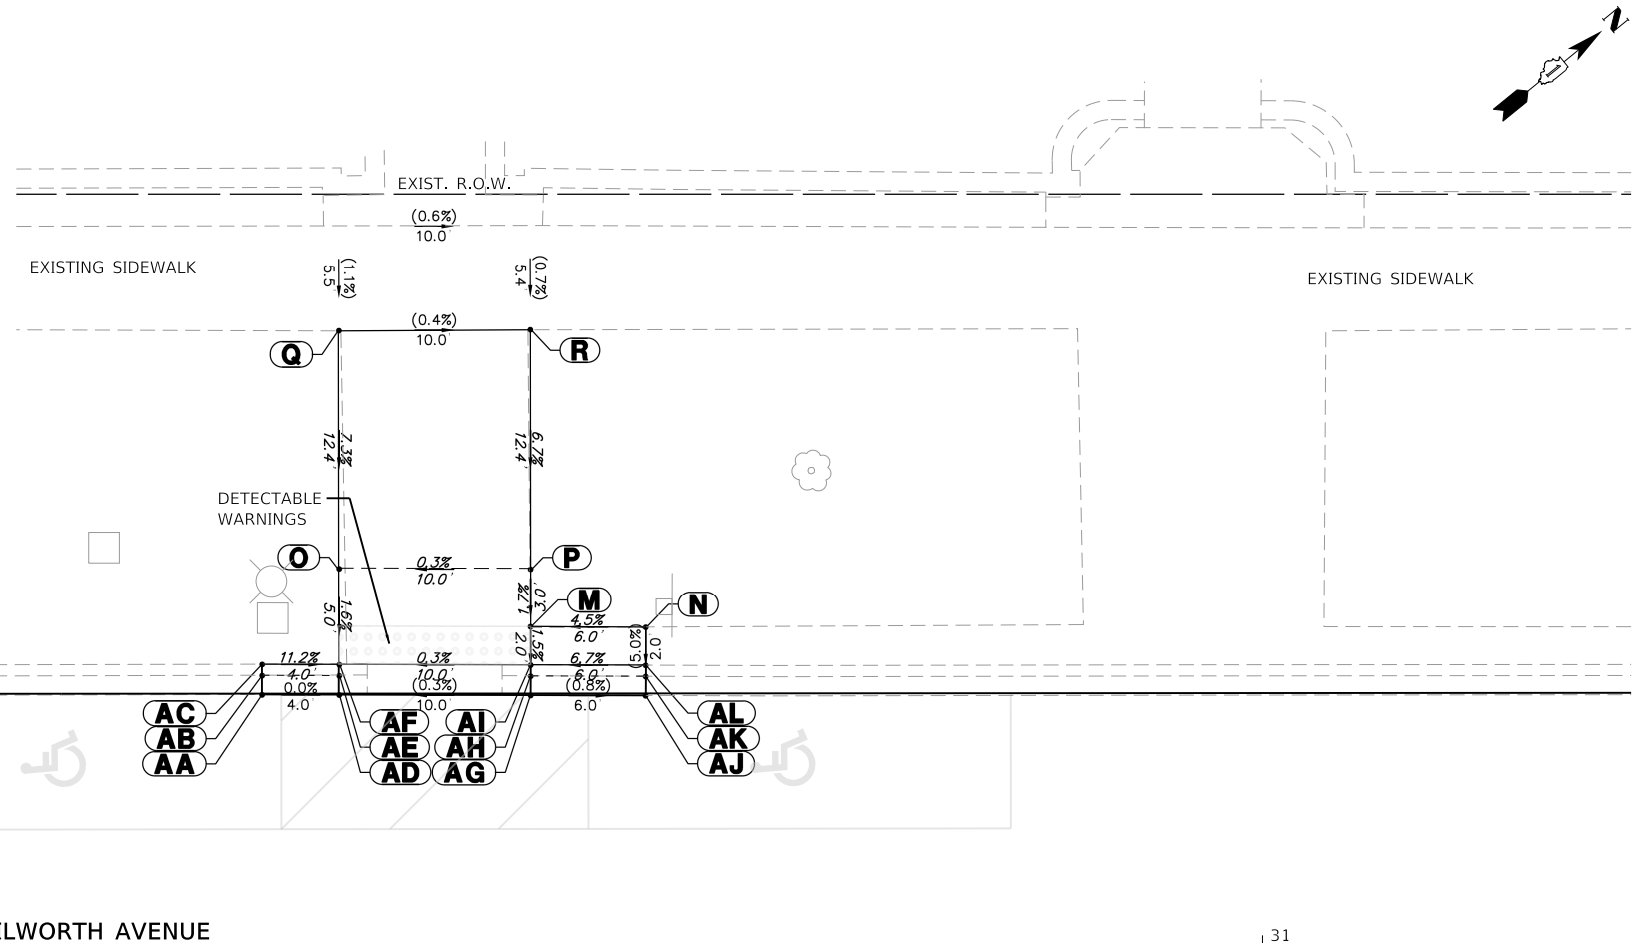 N
EXIST. R.O.W.
(0.6%)
10.0'
EXISTING SIDEWALK
EXISTING SIDEWALK
(1.1%)
5.5'
(0.7%)
5.4'
(0.4%)
10.0'
Q
R
7.3%
12.4'
6.7%
12.4'
DETECTABLE
WARNINGS
O
P
0.3%
10.0'
M
N
1.6%
5.0'
1.7%
3.0'
4.5%
6.0'
1.5%
2.0'
(5.0%)
2.0'
11.2%
4.0'
0.0%
4.0'
0.3%
10.0'
(0.3%)
10.0'
6.7%
6.0'
(0.8%)
6.0'
AC
AB
AA
AF
AE
AD
AI
AH
AG
AL
AK
AJ
ILWORTH AVENUE
31